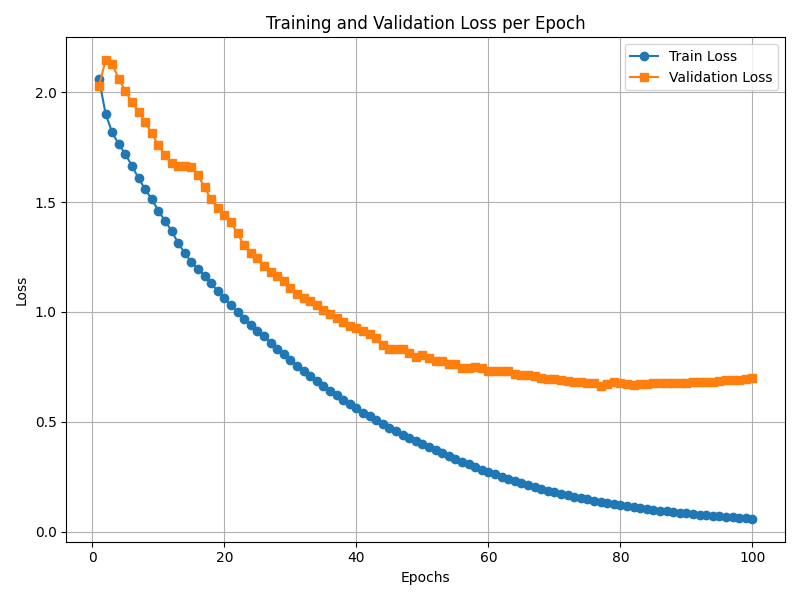 Training and Validation Loss per Epoch
Train Loss
Validation Loss
2.0
1.5
1.0
0.5
0.0
Loss
0 20 40 60 80 100
Epochs